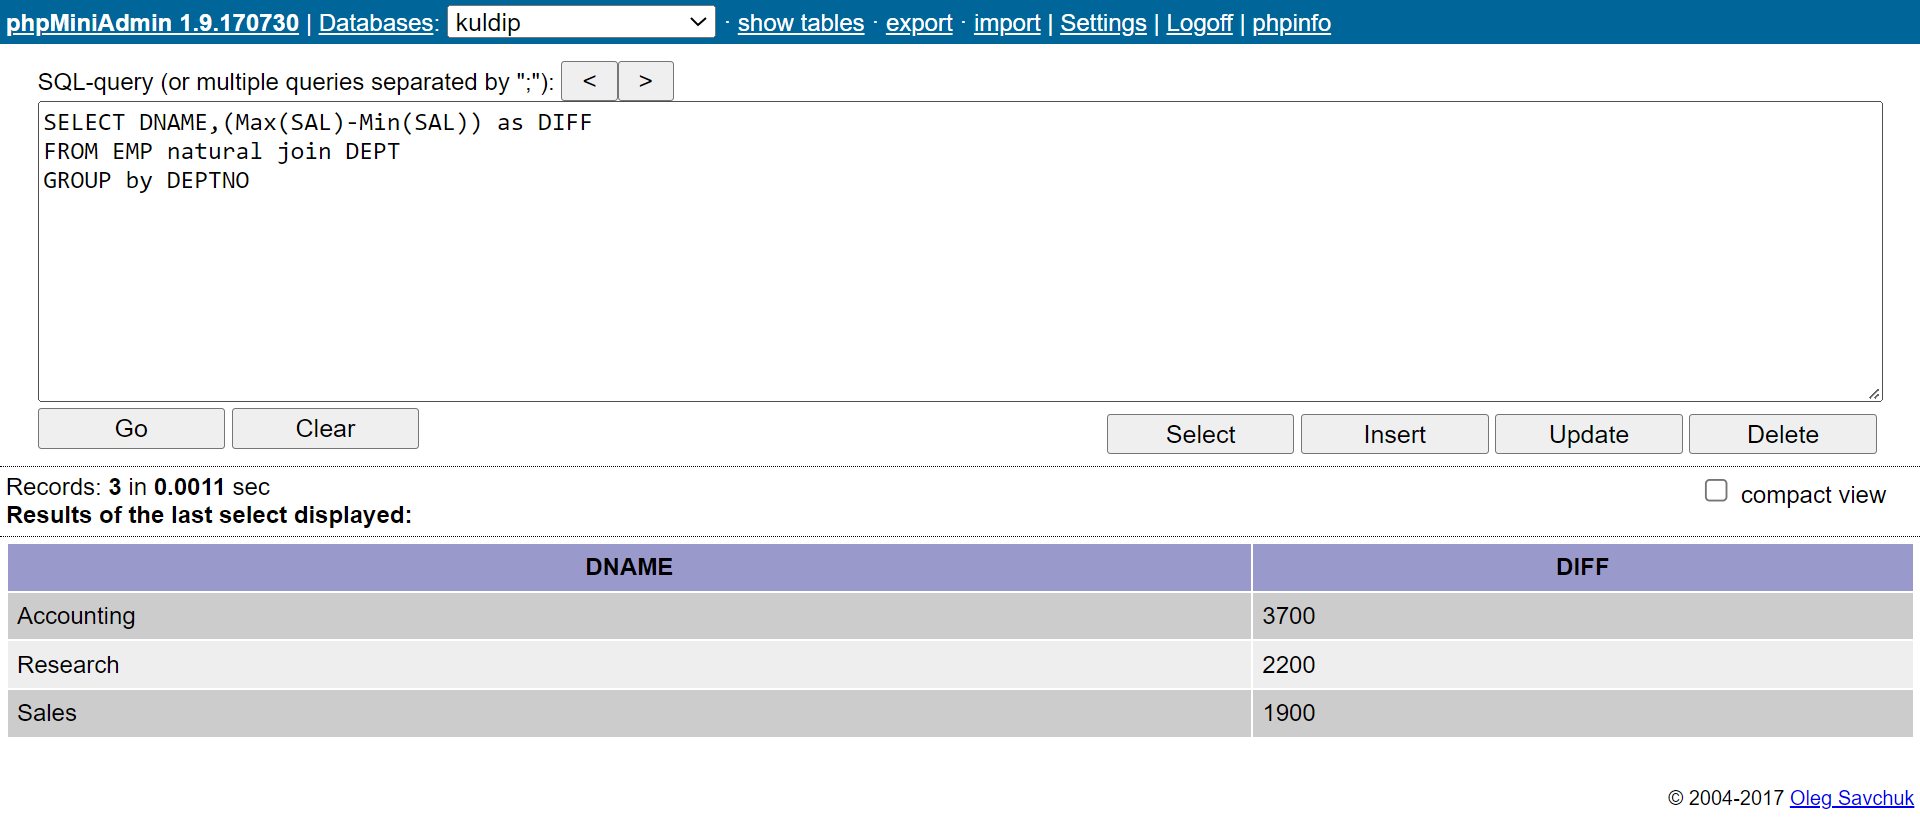 phpMiniAdmin 1.9.170730 | Databases: kuldip · show tables · export · import | Settings | Logoff | phpinfo
SQL-query (or multiple queries separated by ";"): < >
SELECT DNAME,(Max(SAL)-Min(SAL)) as DIFF
FROM EMP natural join DEPT
GROUP by DEPTNO
Go Clear Select Insert Update Delete
Records: 3 in 0.0011 sec compact view
Results of the last select displayed:
DNAME DIFF
Accounting 3700
Research 2200
Sales 1900
© 2004-2017 Oleg Savchuk